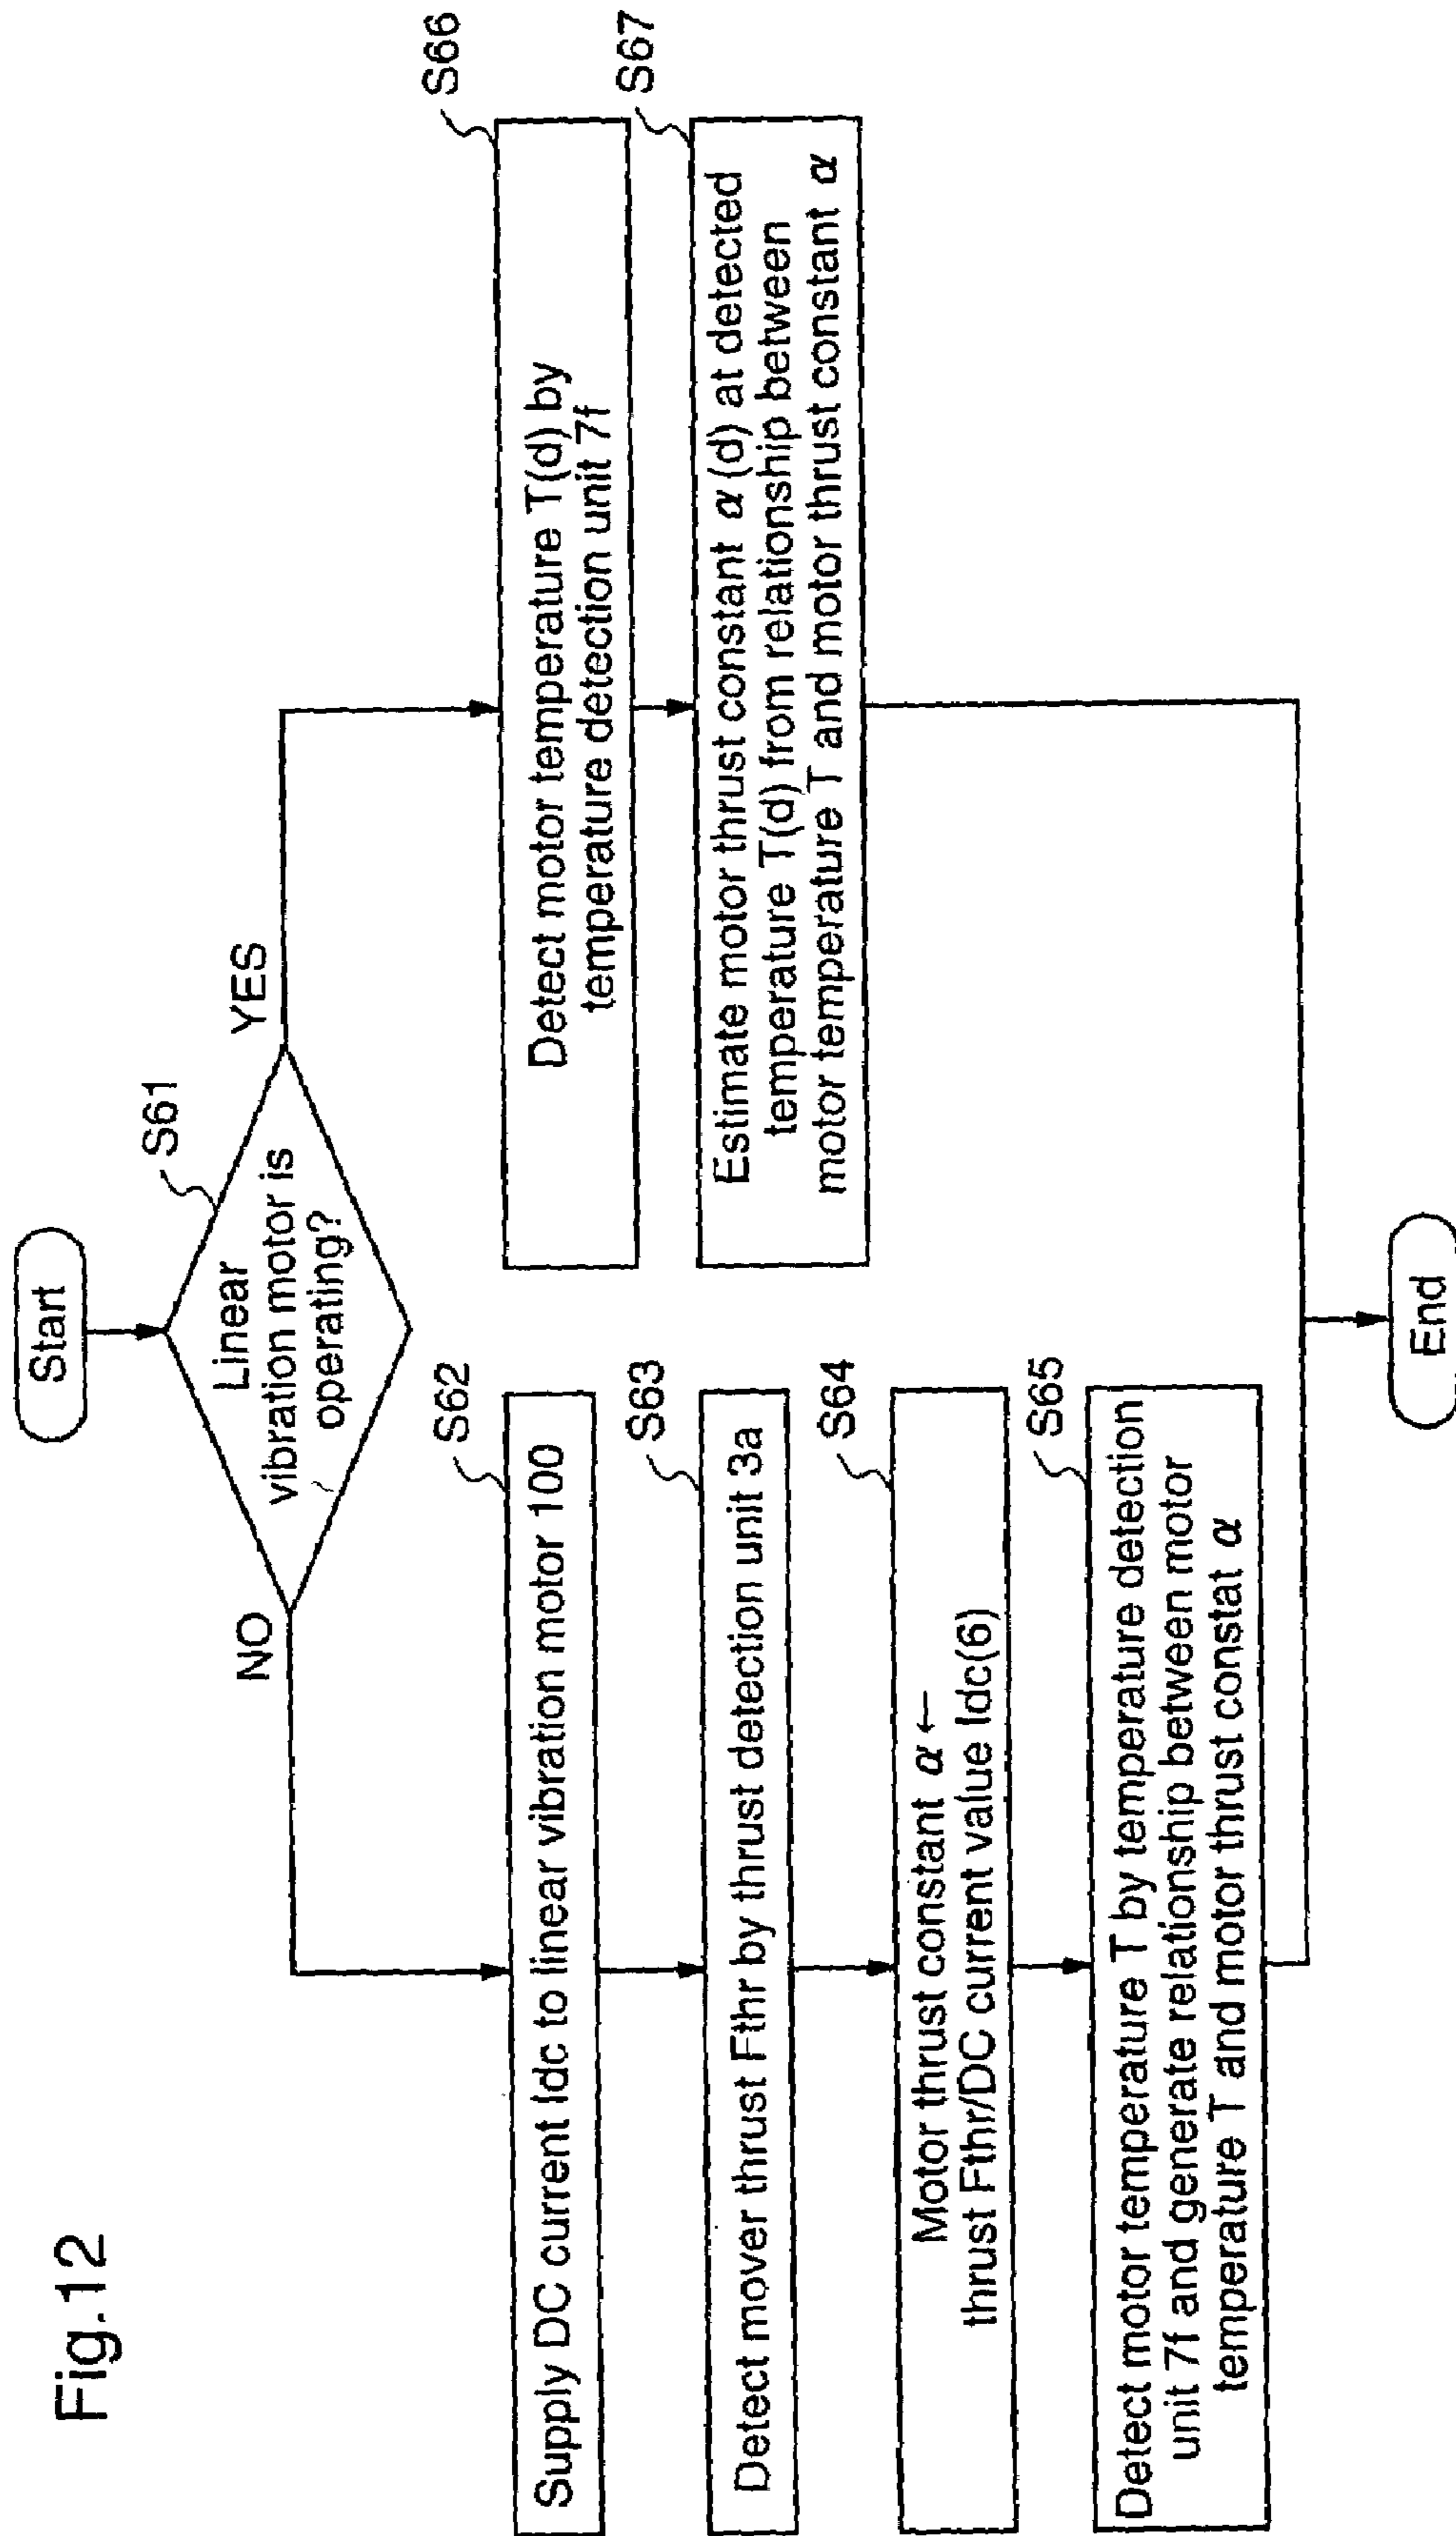 Fig.12
Start
Linear
vibration motor is
operating?
S61
NO
YES
Supply DC current Idc to linear vibration motor 100
S62
Detect mover thrust Fthr by thrust detection unit 3a
S63
Motor thrust constant α ←
thrust Fthr/DC current value Idc(6)
S64
Detect motor temperature T by temperature detection
unit 7f and generate relationship between motor
temperature T and motor thrust constat α
S65
Detect motor temperature T(d) by
temperature detection unit 7f
S66
Estimate motor thrust constant α(d) at detected
temperature T(d) from relationship between
motor temperature T and motor thrust constant α
S67
End